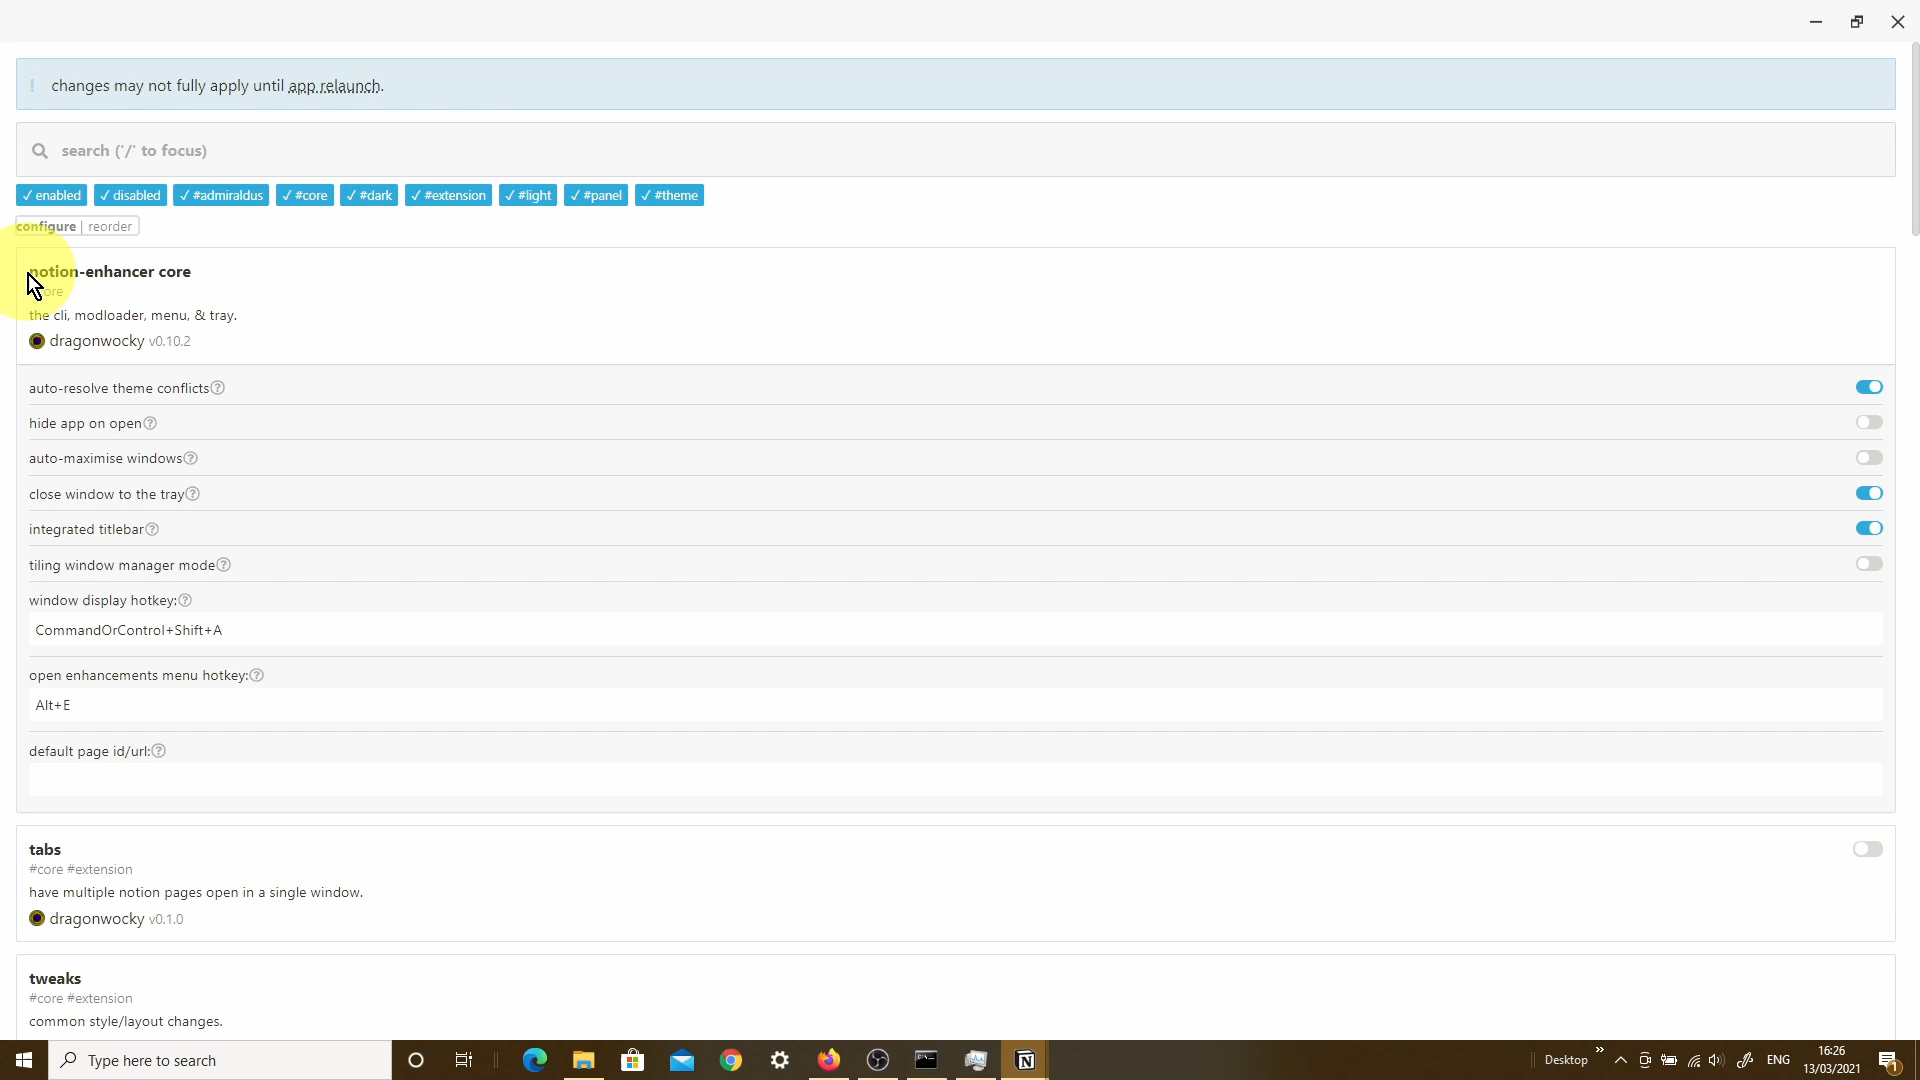 ! changes may not fully apply until app relaunch.
search ('/' to focus)
✓ enabled ✓ disabled ✓ #admiraldus ✓ #core ✓ #dark ✓ #extension ✓ #light ✓ #panel ✓ #theme
configure | reorder
notion-enhancer core
#core
the cli, modloader, menu, & tray.
dragonwocky v0.10.2
auto-resolve theme conflicts?
hide app on open?
auto-maximise windows?
close window to the tray?
integrated titlebar?
tiling window manager mode?
window display hotkey:?
CommandOrControl+Shift+A
open enhancements menu hotkey:?
Alt+E
default page id/url:?
tabs
#core #extension
have multiple notion pages open in a single window.
dragonwocky v0.1.0
tweaks
#core #extension
common style/layout changes.
Type here to search
Desktop » ENG 16:26
13/03/2021
1